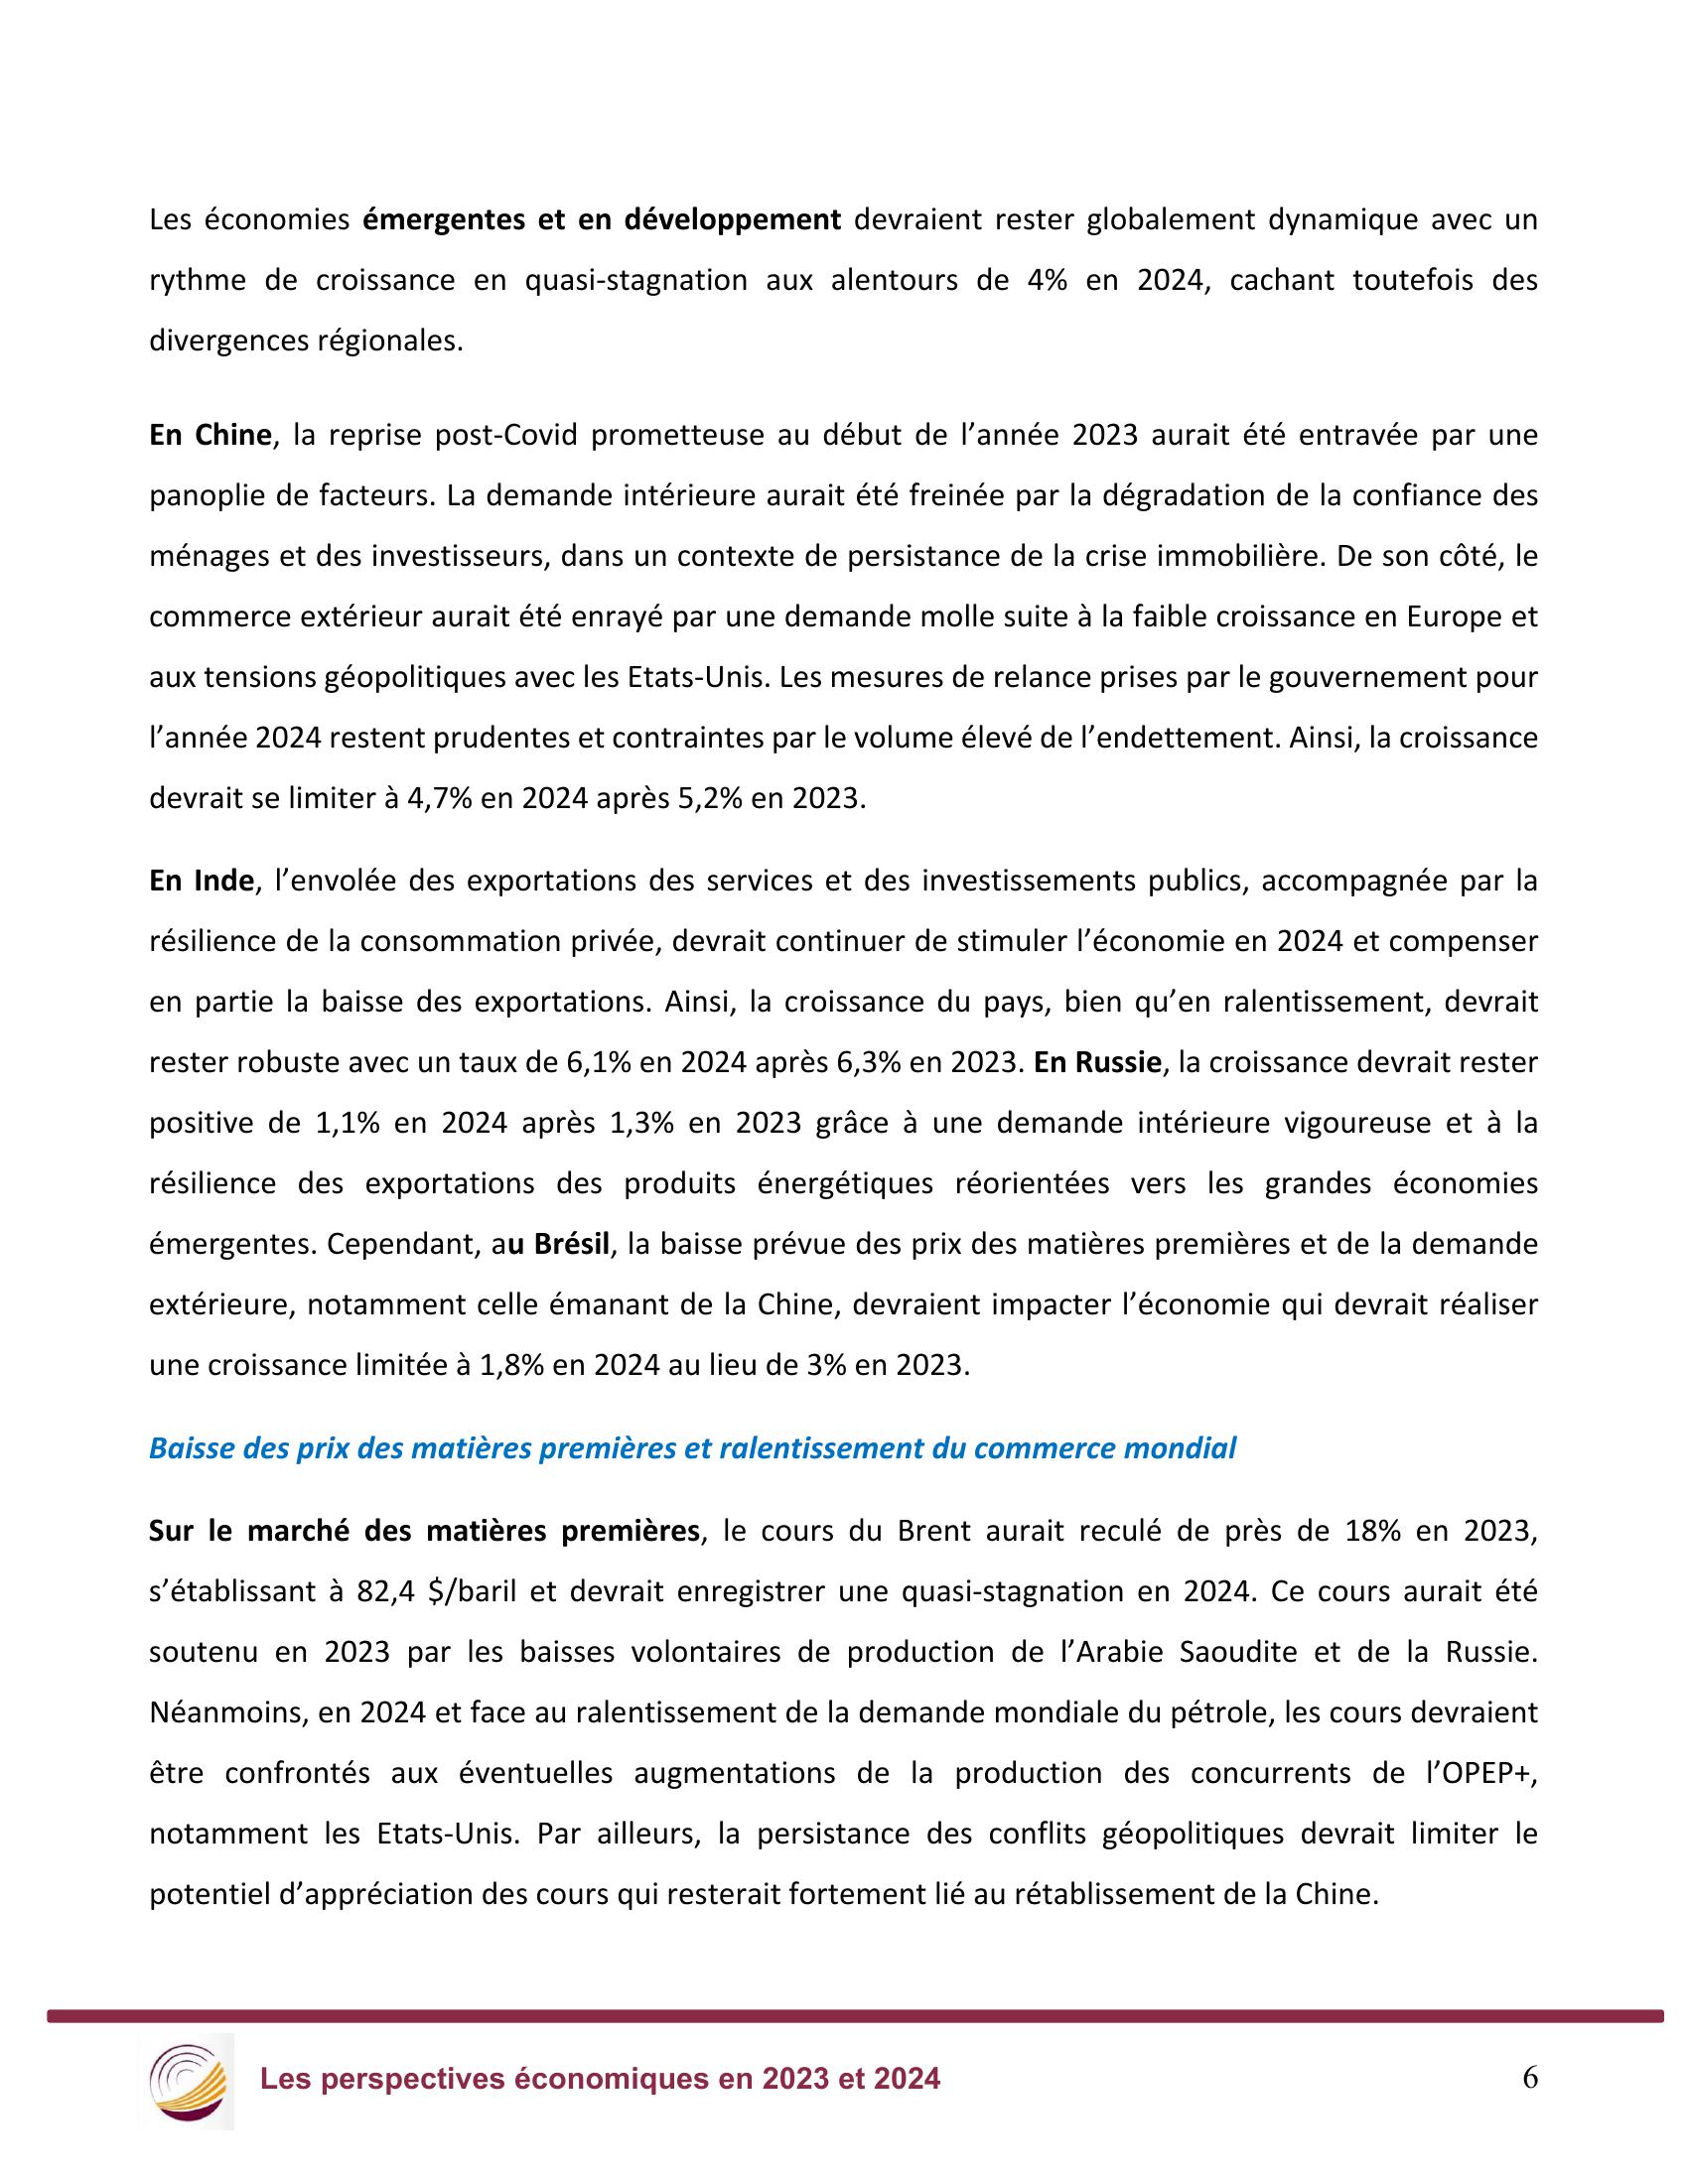 Les économies émergentes et en développement devraient rester globalement dynamique avec un
rythme de croissance en quasi-stagnation aux alentours de 4% en 2024, cachant toutefois des
divergences régionales.
En Chine, la reprise post-Covid prometteuse au début de l’année 2023 aurait été entravée par une
panoplie de facteurs. La demande intérieure aurait été freinée par la dégradation de la confiance des
ménages et des investisseurs, dans un contexte de persistance de la crise immobilière. De son côté, le
commerce extérieur aurait été enrayé par une demande molle suite à la faible croissance en Europe et
aux tensions géopolitiques avec les Etats-Unis. Les mesures de relance prises par le gouvernement pour
l’année 2024 restent prudentes et contraintes par le volume élevé de l’endettement. Ainsi, la croissance
devrait se limiter à 4,7% en 2024 après 5,2% en 2023.
En Inde, l’envolée des exportations des services et des investissements publics, accompagnée par la
résilience de la consommation privée, devrait continuer de stimuler l’économie en 2024 et compenser
en partie la baisse des exportations. Ainsi, la croissance du pays, bien qu’en ralentissement, devrait
rester robuste avec un taux de 6,1% en 2024 après 6,3% en 2023. En Russie, la croissance devrait rester
positive de 1,1% en 2024 après 1,3% en 2023 grâce à une demande intérieure vigoureuse et à la
résilience des exportations des produits énergétiques réorientées vers les grandes économies
émergentes. Cependant, au Brésil, la baisse prévue des prix des matières premières et de la demande
extérieure, notamment celle émanant de la Chine, devraient impacter l’économie qui devrait réaliser
une croissance limitée à 1,8% en 2024 au lieu de 3% en 2023.
Baisse des prix des matières premières et ralentissement du commerce mondial
Sur le marché des matières premières, le cours du Brent aurait reculé de près de 18% en 2023,
s’établissant à 82,4 $/baril et devrait enregistrer une quasi-stagnation en 2024. Ce cours aurait été
soutenu en 2023 par les baisses volontaires de production de l’Arabie Saoudite et de la Russie.
Néanmoins, en 2024 et face au ralentissement de la demande mondiale du pétrole, les cours devraient
être confrontés aux éventuelles augmentations de la production des concurrents de l’OPEP+,
notamment les Etats-Unis. Par ailleurs, la persistance des conflits géopolitiques devrait limiter le
potentiel d’appréciation des cours qui resterait fortement lié au rétablissement de la Chine.
Les perspectives économiques en 2023 et 2024
6